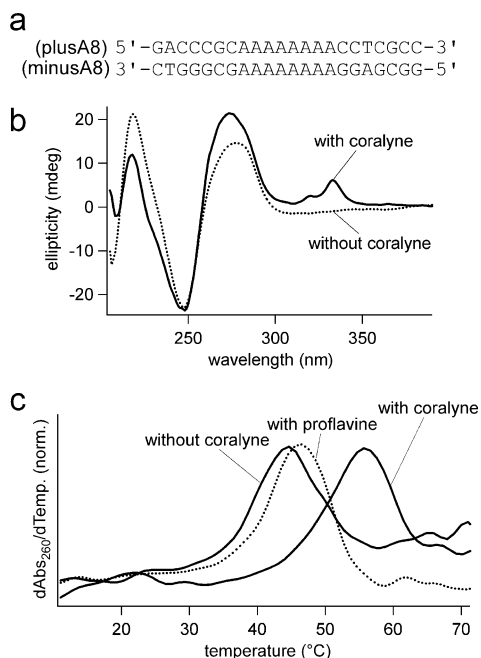 a
(plusA8) 5'-GACCCGCAAAAAAAACCTCGCC-3'
(minusA8) 3'-CTGGGCGAAAAAAAAGGAGCGG-5'
b
ellipticity (mdeg)
20
10
0
-10
-20
with coralyne
without coralyne
250 300 350
wavelength (nm)
c
dAbs260/dTemp. (norm.)
without coralyne
with proflavine
with coralyne
20 30 40 50 60 70
temperature (°C)